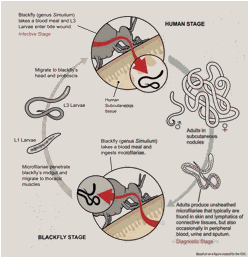 Blackfly (genus Simulium)
takes a blood meal and L3
Larvae enter bite wound.
Infective Stage
HUMAN STAGE
Migrate to blackfly's
head and proboscis
L3 Larvae
Human
Subcutaneous
tissue
Adults in
subcutaneous
nodules
L1 Larvae
Blackfly (genus Simulium)
takes a blood meal and
ingests microfilariae.
Microfilariae penetrate
blackfly's midgut and
migrate to thoracic
muscles
Adults produce unsheathed
microfilariae that typically are
found in skin and lymphatics
of connective tissues, but also
occasionally in peripheral
blood, urine and sputum.
Diagnostic Stage
BLACKFLY STAGE